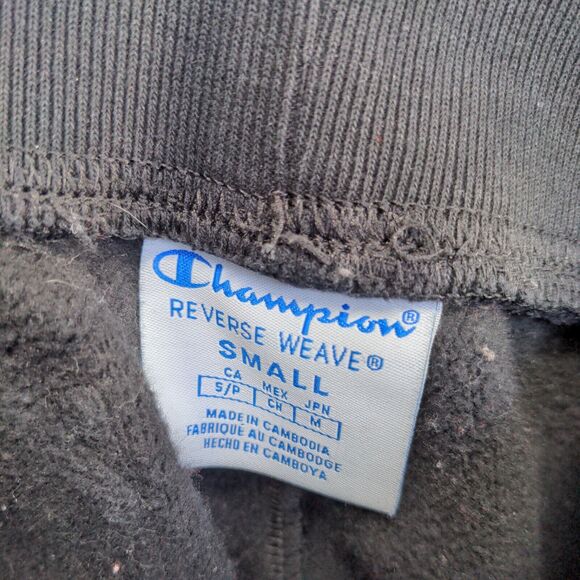 Champion®
REVERSE WEAVE®
SMALL
CA MEX JPN
S/P CH M
MADE IN CAMBODIA
FABRIQUÉ AU CAMBODGE
HECHO EN CAMBOYA